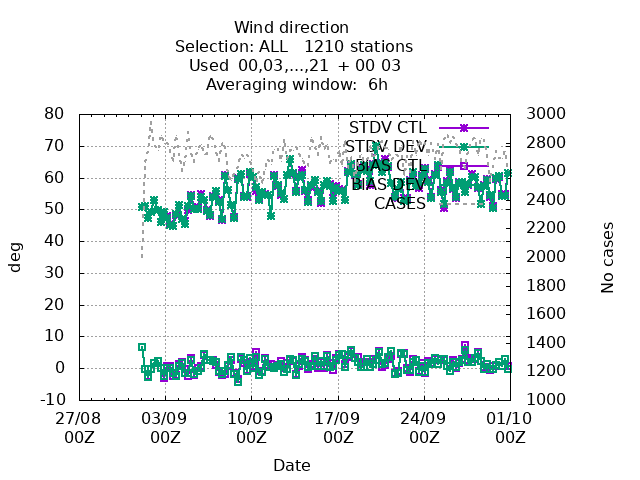 Wind direction
Selection: ALL   1210 stations
Used  00,03,...,21  + 00 03
Averaging window:  6h
80
70
60
50
40
30
20
10
0
-10
3000
2800
2600
2400
2200
2000
1800
1600
1400
1200
1000
STDV CTL
STDV DEV
BIAS CTL
BIAS DEV
CASES
deg
No cases
27/08 03/09 10/09 17/09 24/09 01/10
00Z 00Z 00Z 00Z 00Z 00Z
Date